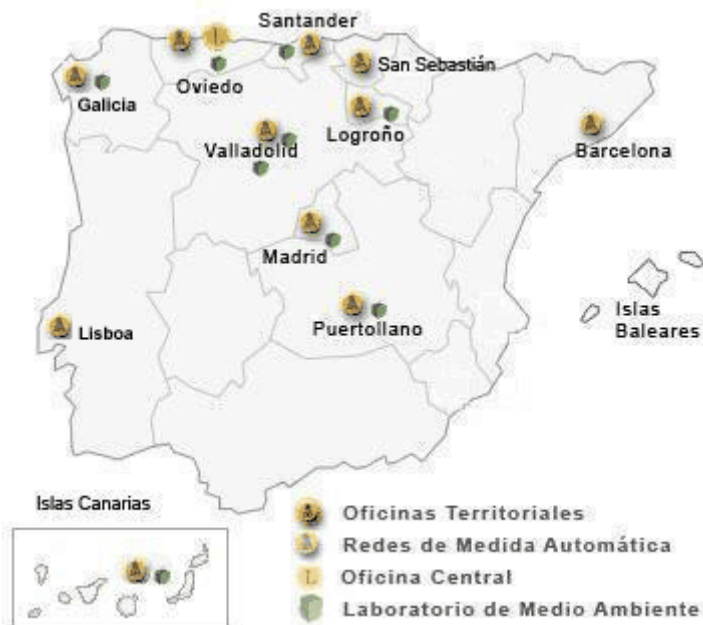 Santander
San Sebastián
Oviedo
Galicia
Logroño
Valladolid
Barcelona
Madrid
Islas
Baleares
Puertollano
Lisboa
Islas Canarias
Oficinas Territoriales
Redes de Medida Automática
L Oficina Central
Laboratorio de Medio Ambiente